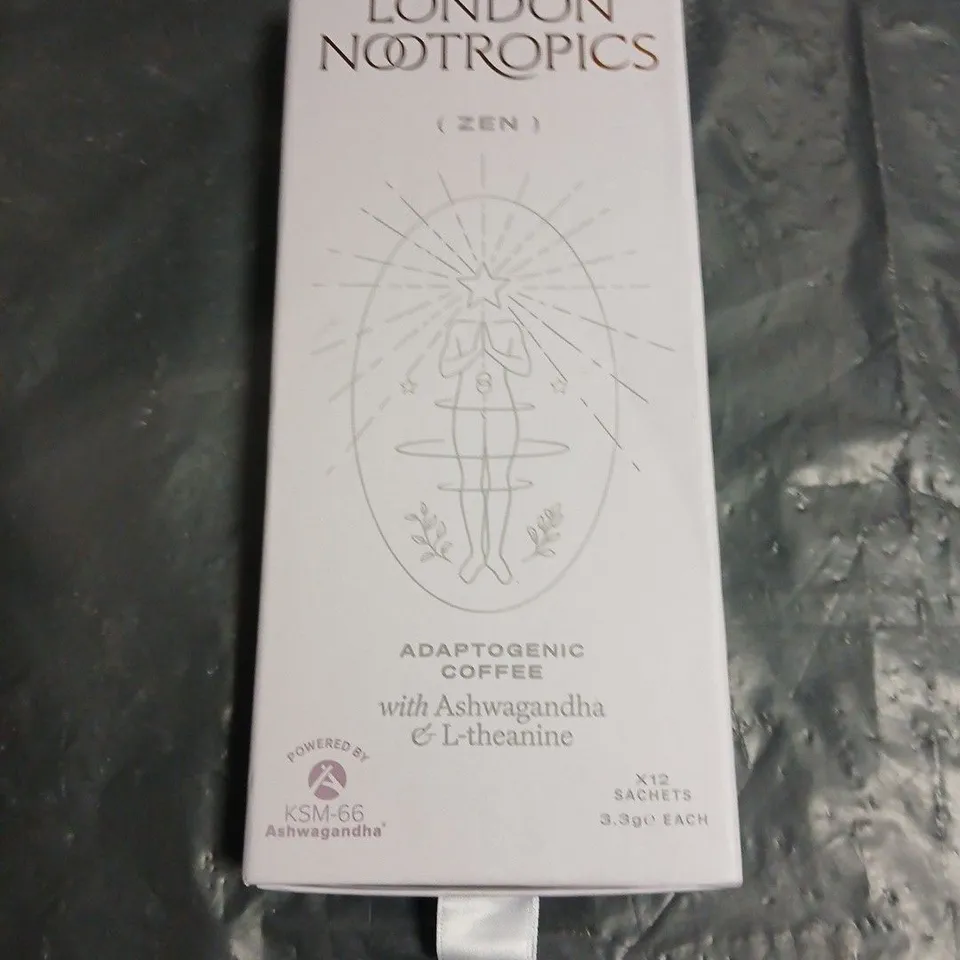 LONDON
NOOTROPICS
( ZEN )
ADAPTOGENIC
COFFEE
with Ashwagandha
& L-theanine
POWERED BY
KSM-66
Ashwagandha®
X12
SACHETS
3.3g℮ EACH